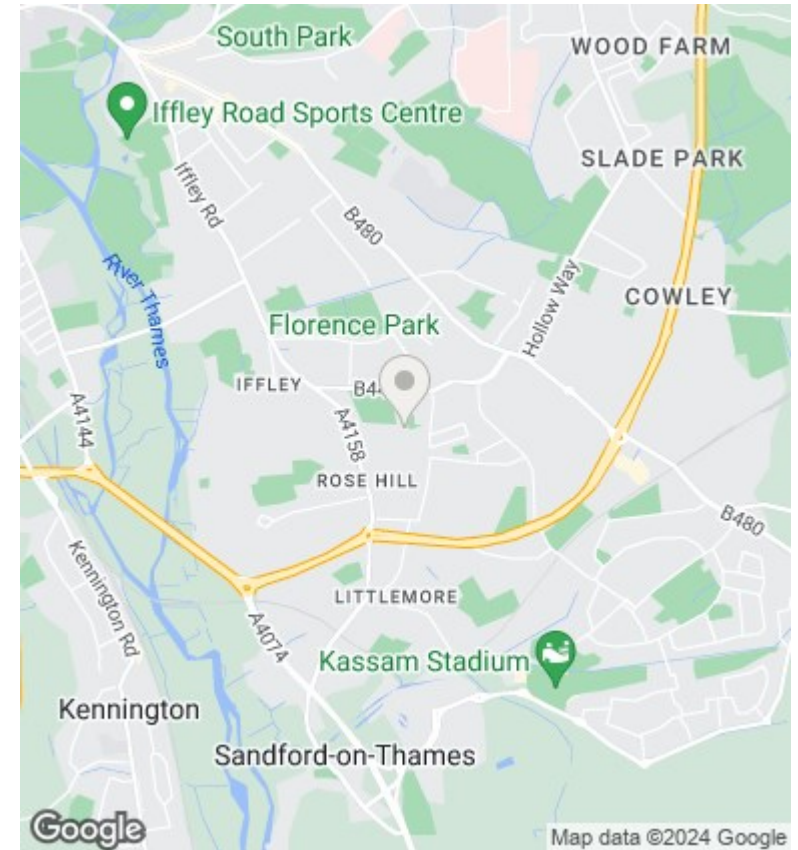 South Park
WOOD FARM
Iffley Road Sports Centre
SLADE PARK
Iffley Rd
B480
River Thames
Hollow Way
COWLEY
Florence Park
IFFLEY
A4144
A4158
ROSE HILL
B480
Kennington Rd
LITTLEMORE
A4074
Kassam Stadium
Kennington
Sandford-on-Thames
Google
Map data ©2024 Google